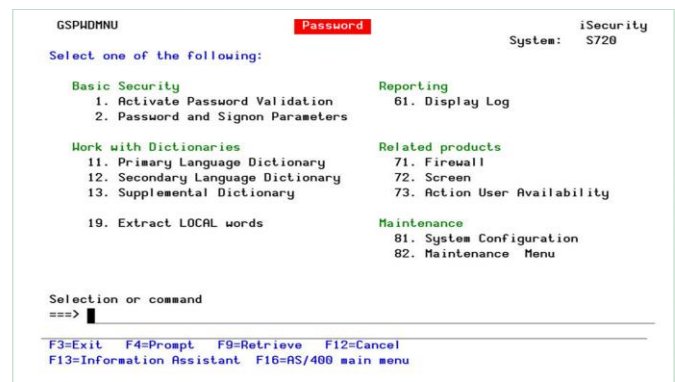 GSPWDMNU Password iSecurity
System: S720
Select one of the following:
Basic Security Reporting
1. Activate Password Validation 61. Display Log
2. Password and Signon Parameters
Work with Dictionaries Related products
11. Primary Language Dictionary 71. Firewall
12. Secondary Language Dictionary 72. Screen
13. Supplemental Dictionary 73. Action User Availability
19. Extract LOCAL words Maintenance
81. System Configuration
82. Maintenance Menu
Selection or command
===>
F3=Exit F4=Prompt F9=Retrieve F12=Cancel
F13=Information Assistant F16=AS/400 main menu